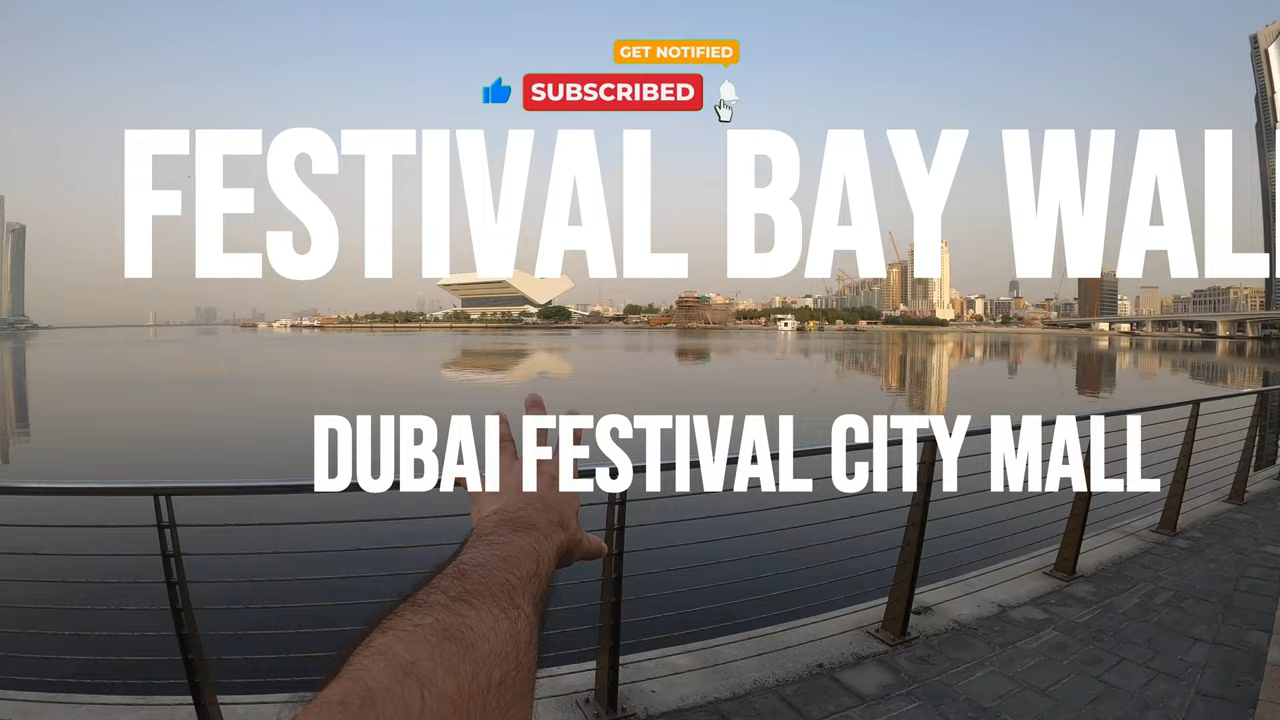 GET NOTIFIED
SUBSCRIBED
FESTIVAL BAY WAL
DUBAI FESTIVAL CITY MALL